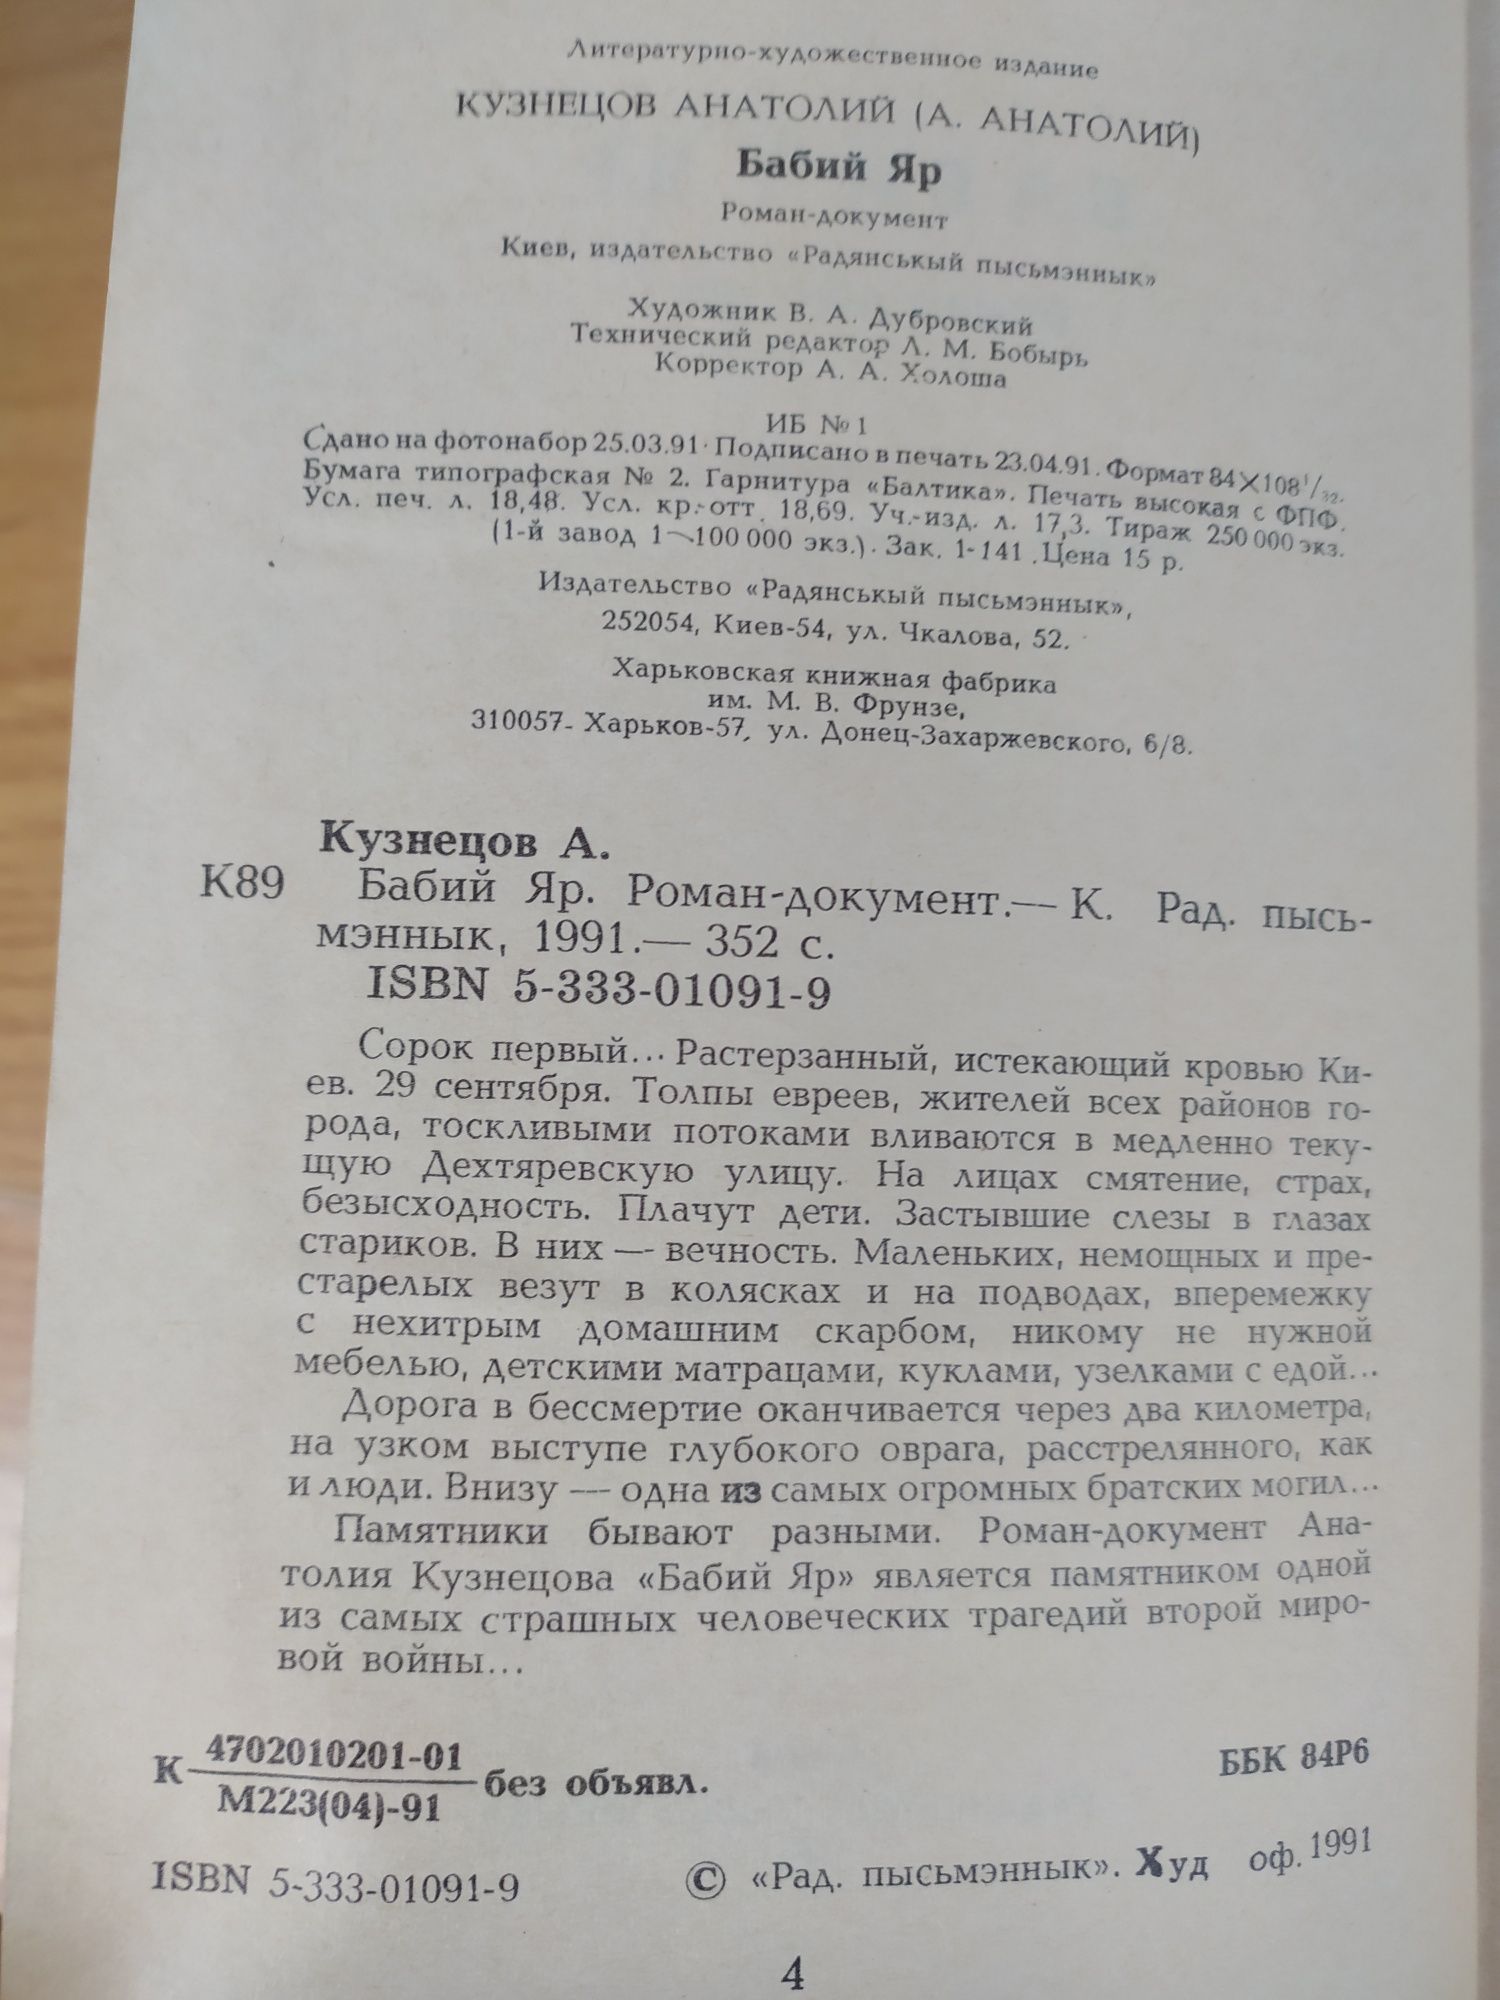 Литературно-художественное издание
КУЗНЕЦОВ АНАТОЛИЙ (А. АНАТОЛИЙ)
Бабий Яр
Роман-документ
Киев, издательство «Радянськый пысьмэннык»
Художник В. А. Дубровский
Технический редактор Л. М. Бобырь
Корректор А. А. Холоша
ИБ № 1
Сдано на фотонабор 25.03.91. Подписано в печать 23.04.91. Формат 84×108 1/32.
Бумага типографская № 2. Гарнитура «Балтика». Печать высокая с ФПФ.
Усл. печ. л. 18,48. Усл. кр.-отт. 18,69. Уч.-изд. л. 17,3. Тираж 250 000 экз.
(1-й завод 1—100 000 экз.). Зак. 1-141. Цена 15 р.
Издательство «Радянськый пысьмэннык»,
252054, Киев-54, ул. Чкалова, 52.
Харьковская книжная фабрика
им. М. В. Фрунзе,
310057- Харьков-57, ул. Донец-Захаржевского, 6/8.
Кузнецов А.
К89 Бабий Яр. Роман-документ.— К. Рад. пысь-
мэннык, 1991.— 352 с.
ISBN 5-333-01091-9
Сорок первый... Растерзанный, истекающий кровью Ки-
ев. 29 сентября. Толпы евреев, жителей всех районов го-
рода, тоскливыми потоками вливаются в медленно теку-
щую Дехтяревскую улицу. На лицах смятение, страх,
безысходность. Плачут дети. Застывшие слезы в глазах
стариков. В них — вечность. Маленьких, немощных и пре-
старелых везут в колясках и на подводах, вперемежку
с нехитрым домашним скарбом, никому не нужной
мебелью, детскими матрацами, куклами, узелками с едой...
Дорога в бессмертие оканчивается через два километра,
на узком выступе глубокого оврага, расстрелянного, как
и люди. Внизу — одна из самых огромных братских могил...
Памятники бывают разными. Роман-документ Ана-
толия Кузнецова «Бабий Яр» является памятником одной
из самых страшных человеческих трагедий второй миро-
вой войны...
К 4702010201-01 / М223(04)-91 без объявл.
ББК 84Р6
ISBN 5-333-01091-9
© «Рад. пысьмэннык». Худ оф. 1991
4